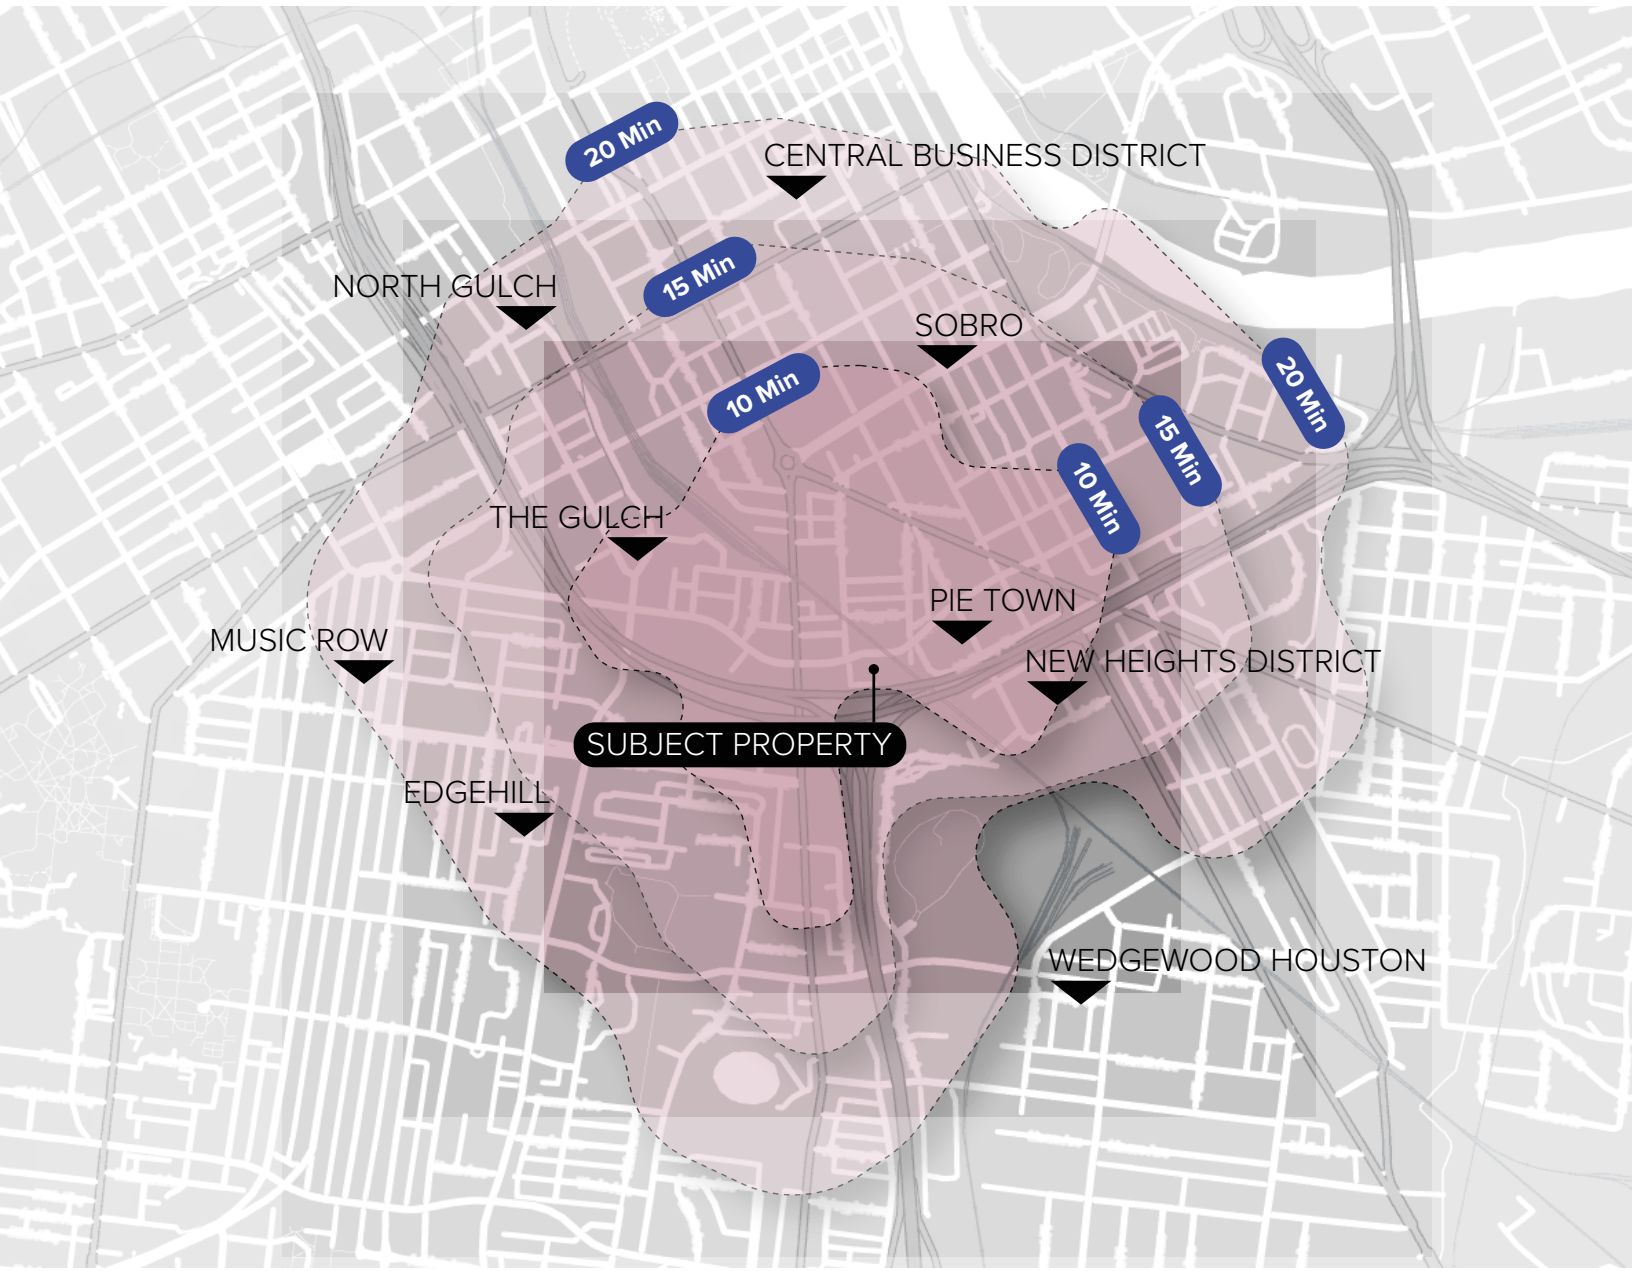 20 Min
CENTRAL BUSINESS DISTRICT
15 Min
NORTH GULCH
SOBRO
10 Min
20 Min
15 Min
10 Min
THE GULCH
PIE TOWN
MUSIC ROW
NEW HEIGHTS DISTRICT
SUBJECT PROPERTY
EDGEHILL
WEDGEWOOD HOUSTON